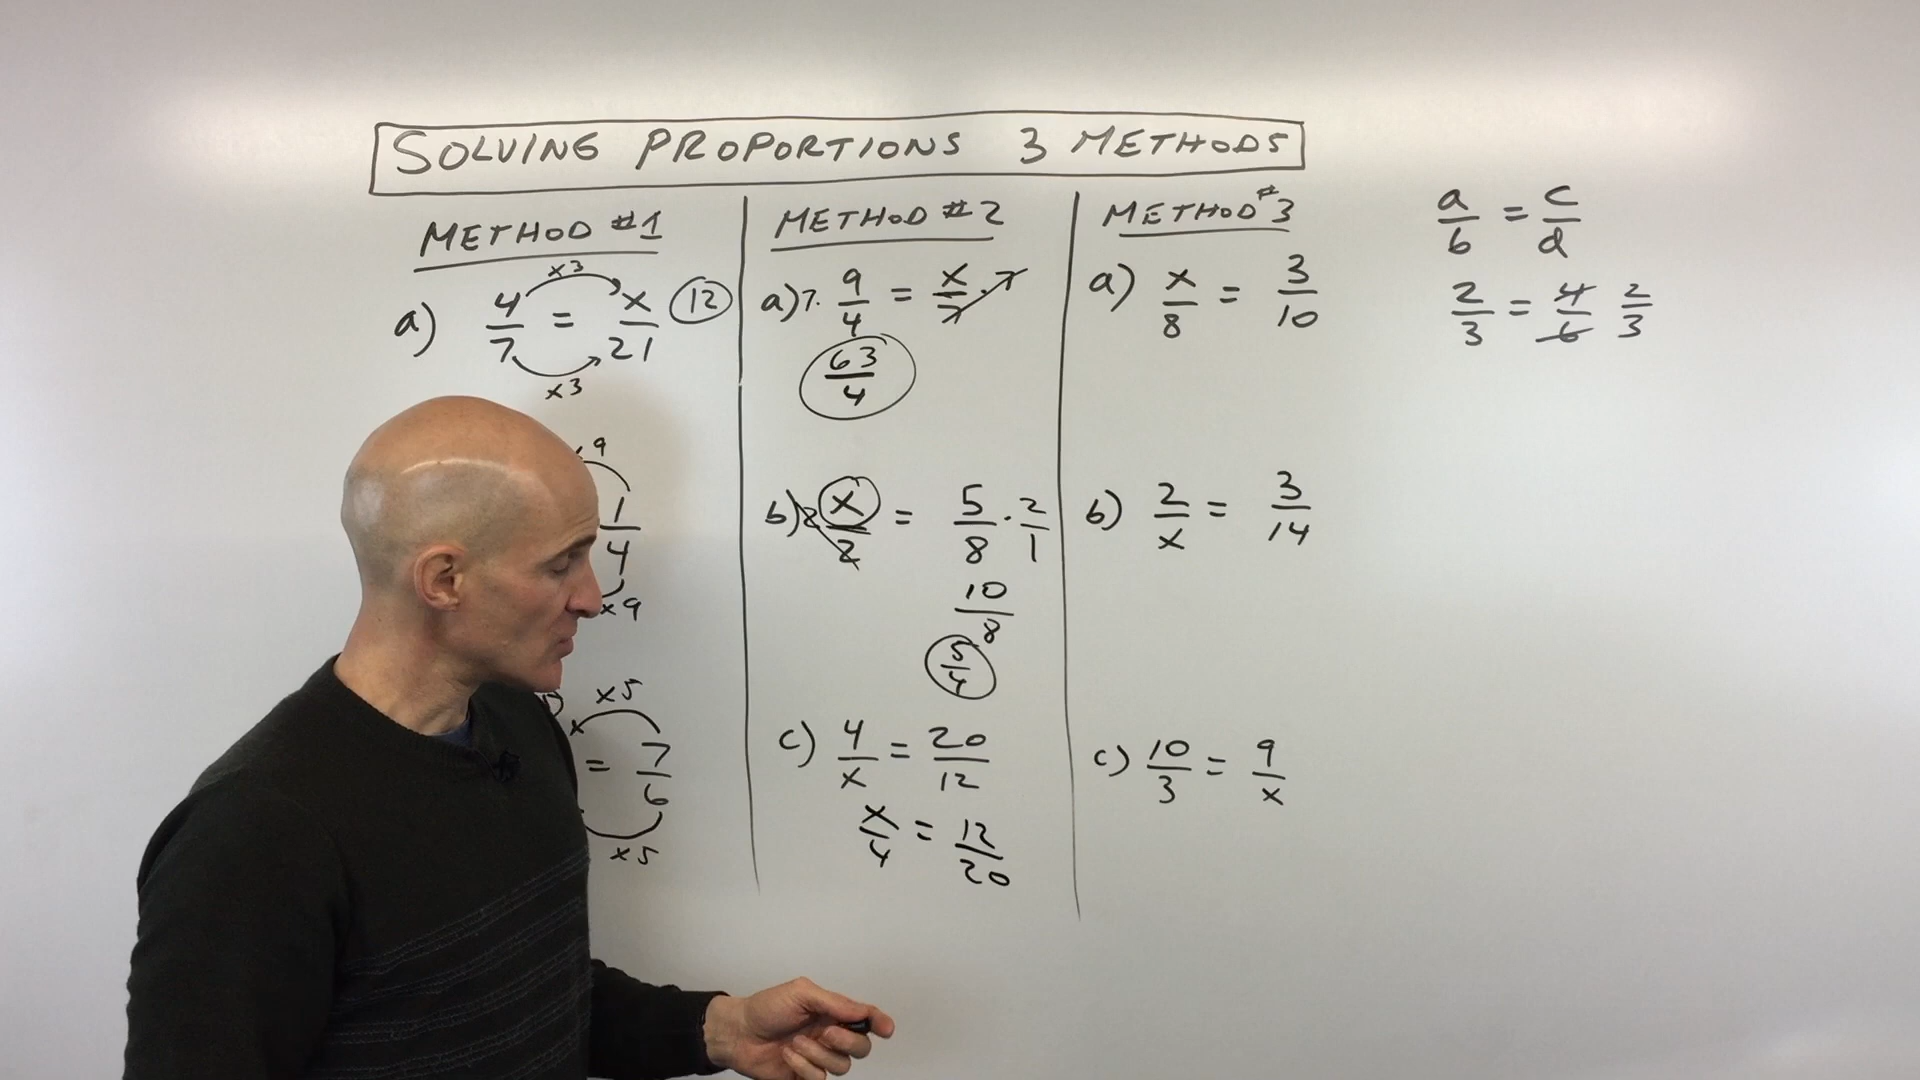 SOLVING PROPORTIONS 3 METHODS
METHOD #1
x3
a) 4/7 = x/21 12
x3
9
1/4
x9
x5
x
= 7/6
x5
METHOD #2
a) 7· 9/4 = x/7 · 7
63/4
b) 2 x/2 = 5/8 · 2/1
10/8
5/4
c) 4/x = 20/12
x/4 = 12/20
METHOD #3
a) x/8 = 3/10
b) 2/x = 3/14
c) 10/3 = 9/x
a/b = c/d
2/3 = 4/6 2/3